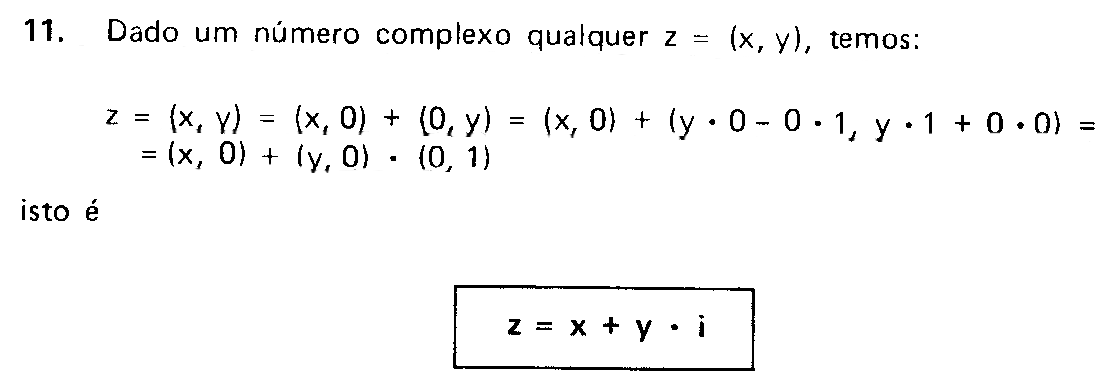 11. Dado um número complexo qualquer z = (x, y), temos:
z = (x, y) = (x, 0) + (0, y) = (x, 0) + (y · 0 – 0 · 1, y · 1 + 0 · 0) =
= (x, 0) + (y, 0) · (0, 1)
isto é
z = x + y · i